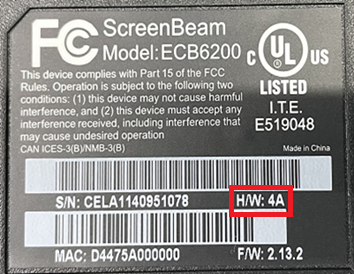 FC ScreenBeam
Model: ECB6200
This device complies with Part 15 of the FCC
Rules. Operation is subject to the following two
conditions: (1) this device may not cause harmful
interference, and (2) this device must accept any
interference received, including interference that
may cause undesired operation
CAN ICES-3(B)/NMB-3(B)
C UL US
®
LISTED
I.T.E.
E519048
Made in China
S/N: CELA1140951078
H/W: 4A
MAC: D4475A000000
F/W: 2.13.2